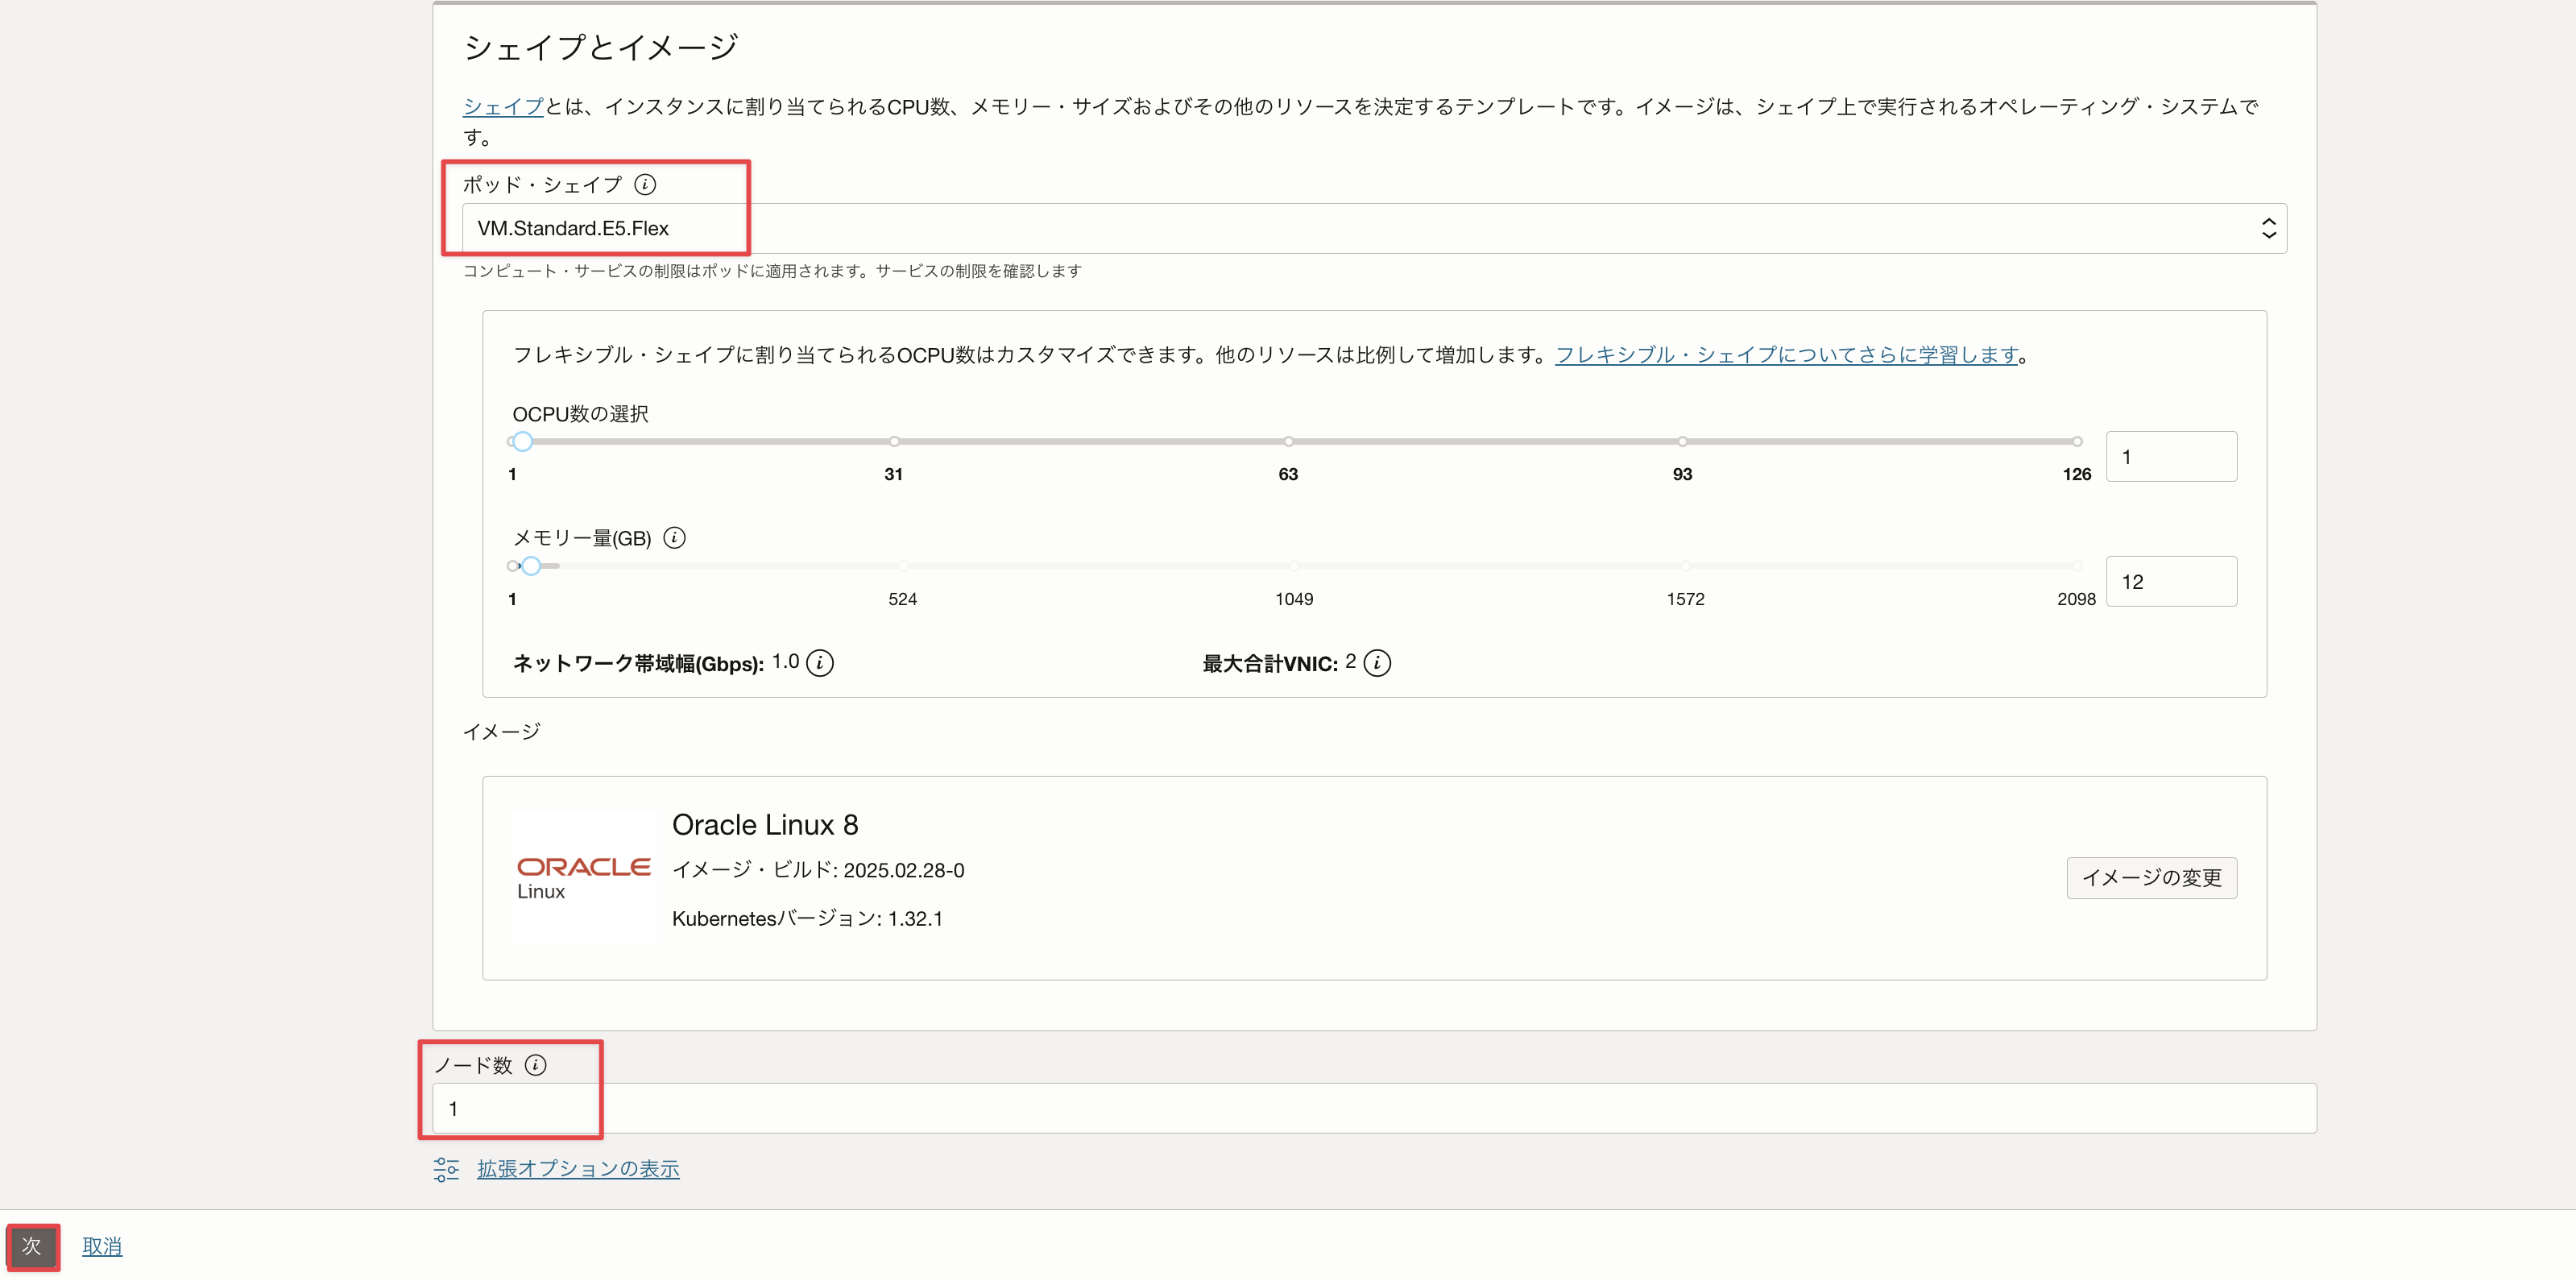 シェイプとイメージ
シェイプとは、インスタンスに割り当てられるCPU数、メモリー・サイズおよびその他のリソースを決定するテンプレートです。イメージは、シェイプ上で実行されるオペレーティング・システムで
す。
ポッド・シェイプ
VM.Standard.E5.Flex
コンピュート・サービスの制限はポッドに適用されます。サービスの制限を確認します
フレキシブル・シェイプに割り当てられるOCPU数はカスタマイズできます。他のリソースは比例して増加します。フレキシブル・シェイプについてさらに学習します。
OCPU数の選択
1 31 63 93 126 1
メモリー量(GB)
1 524 1049 1572 2098 12
ネットワーク帯域幅(Gbps): 1.0 最大合計VNIC: 2
イメージ
Oracle Linux 8
ORACLE
Linux
イメージ・ビルド: 2025.02.28-0
Kubernetesバージョン: 1.32.1
イメージの変更
ノード数
1
拡張オプションの表示
次 取消